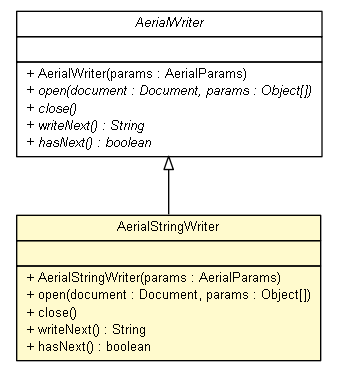 AerialWriter
+ AerialWriter(params : AerialParams)
+ open(document : Document, params : Object[])
+ close()
+ writeNext() : String
+ hasNext() : boolean
AerialStringWriter
+ AerialStringWriter(params : AerialParams)
+ open(document : Document, params : Object[])
+ close()
+ writeNext() : String
+ hasNext() : boolean